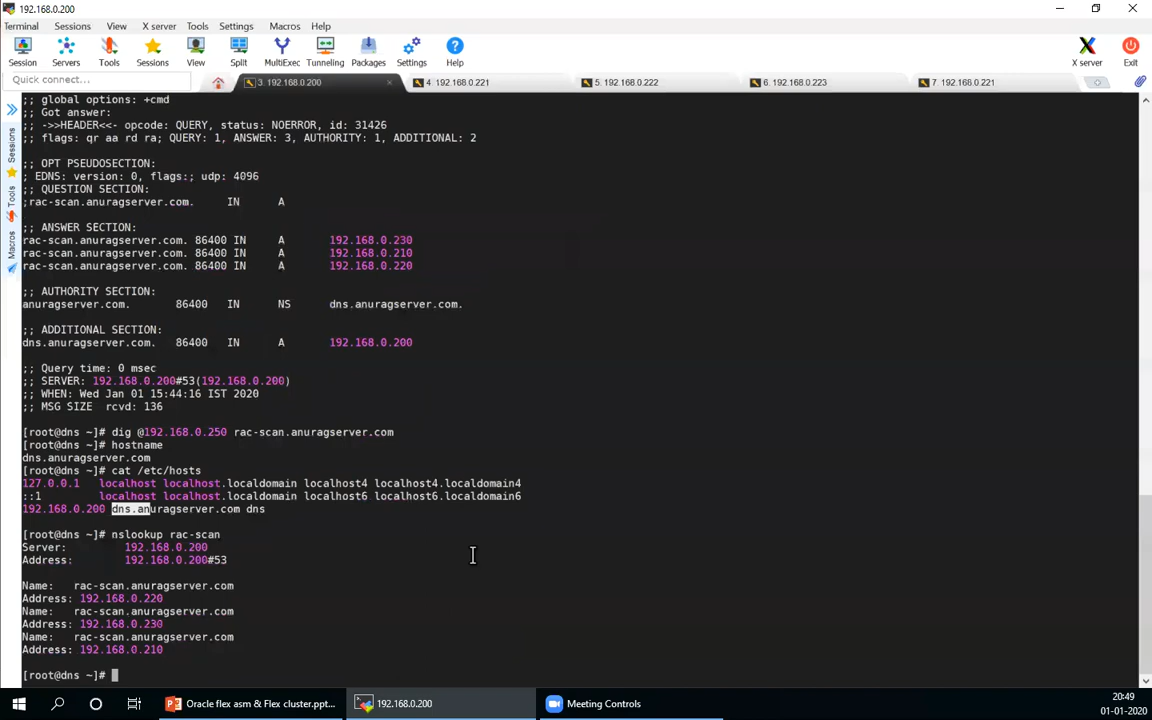 192.168.0.200
Terminal Sessions View X server Tools Settings Macros Help
Session Servers Tools Sessions View Split MultiExec Tunneling Packages Settings Help X server Exit
Quick connect... 3. 192.168.0.200 4 192.168.0.221 5. 192.168.0.222 6. 192.168.0.223 7 192.168.0.221
Sessions
Tools
Macros
;; global options: +cmd
;; Got answer:
;; ->>HEADER<<- opcode: QUERY, status: NOERROR, id: 31426
;; flags: qr aa rd ra; QUERY: 1, ANSWER: 3, AUTHORITY: 1, ADDITIONAL: 2
;; OPT PSEUDOSECTION:
; EDNS: version: 0, flags:; udp: 4096
;; QUESTION SECTION:
;rac-scan.anuragserver.com. IN A
;; ANSWER SECTION:
rac-scan.anuragserver.com. 86400 IN A 192.168.0.230
rac-scan.anuragserver.com. 86400 IN A 192.168.0.210
rac-scan.anuragserver.com. 86400 IN A 192.168.0.220
;; AUTHORITY SECTION:
anuragserver.com. 86400 IN NS dns.anuragserver.com.
;; ADDITIONAL SECTION:
dns.anuragserver.com. 86400 IN A 192.168.0.200
;; Query time: 0 msec
;; SERVER: 192.168.0.200#53(192.168.0.200)
;; WHEN: Wed Jan 01 15:44:16 IST 2020
;; MSG SIZE rcvd: 136
[root@dns ~]# dig @192.168.0.250 rac-scan.anuragserver.com
[root@dns ~]# hostname
dns.anuragserver.com
[root@dns ~]# cat /etc/hosts
127.0.0.1 localhost localhost.localdomain localhost4 localhost4.localdomain4
::1 localhost localhost.localdomain localhost6 localhost6.localdomain6
192.168.0.200 dns.anuragserver.com dns
[root@dns ~]# nslookup rac-scan
Server: 192.168.0.200
Address: 192.168.0.200#53
Name: rac-scan.anuragserver.com
Address: 192.168.0.220
Name: rac-scan.anuragserver.com
Address: 192.168.0.230
Name: rac-scan.anuragserver.com
Address: 192.168.0.210
[root@dns ~]#
Oracle flex asm & Flex cluster.ppt... 192.168.0.200 Meeting Controls 20:49
01-01-2020